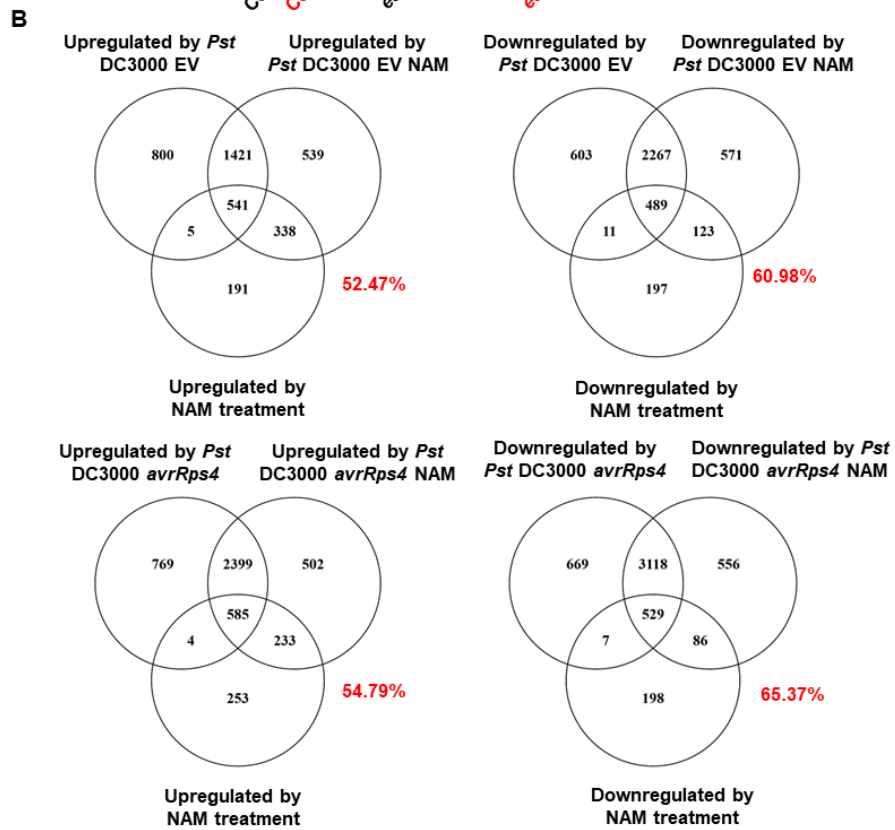 B
Upregulated by Pst
DC3000 EV
Upregulated by
Pst DC3000 EV NAM
Downregulated by
Pst DC3000 EV
Downregulated by
Pst DC3000 EV NAM
800
1421
539
541
5
338
191
52.47%
Upregulated by
NAM treatment
603
2267
571
489
11
123
197
60.98%
Downregulated by
NAM treatment
Upregulated by Pst
DC3000 avrRps4
Upregulated by Pst
DC3000 avrRps4 NAM
Downregulated by
Pst DC3000 avrRps4
Downregulated by Pst
DC3000 avrRps4 NAM
769
2399
502
585
4
233
253
54.79%
Upregulated by
NAM treatment
669
3118
556
529
7
86
198
65.37%
Downregulated by
NAM treatment